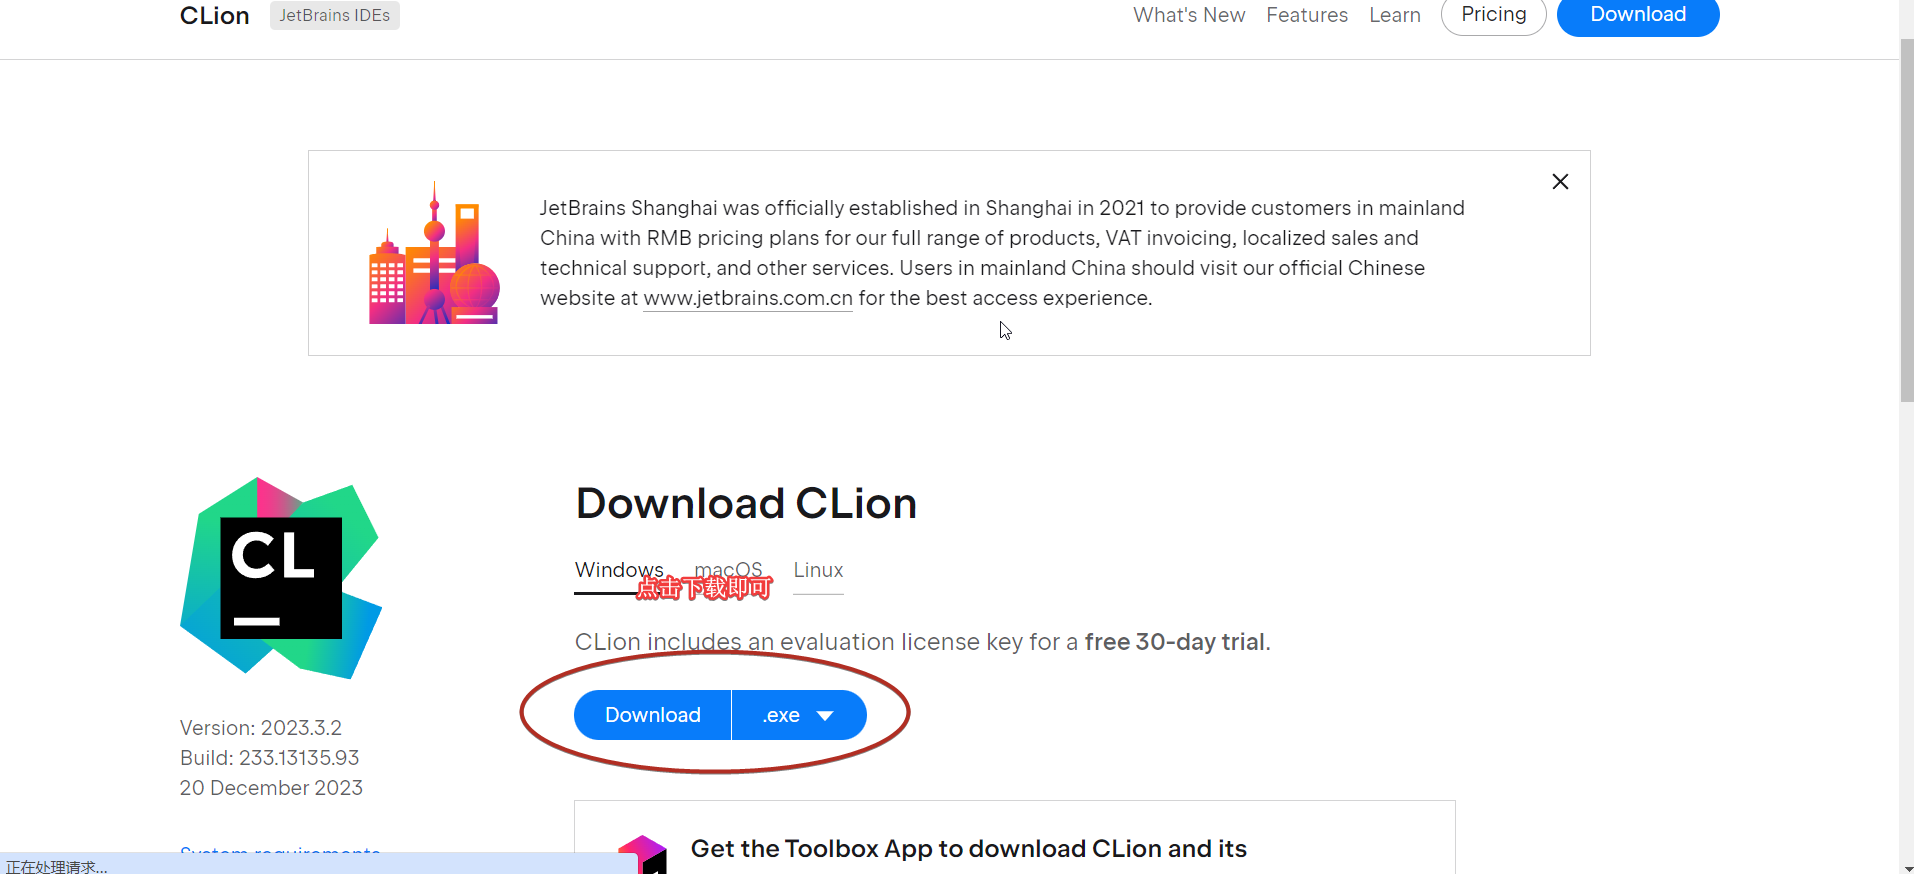 CLion JetBrains IDEs What's New Features Learn Pricing Download
JetBrains Shanghai was officially established in Shanghai in 2021 to provide customers in mainland
China with RMB pricing plans for our full range of products, VAT invoicing, localized sales and
technical support, and other services. Users in mainland China should visit our official Chinese
website at www.jetbrains.com.cn for the best access experience.
CL
Download CLion
Windows macOS Linux
点击下载即可
CLion includes an evaluation license key for a free 30-day trial.
Download .exe
Version: 2023.3.2
Build: 233.13135.93
20 December 2023
System requirements
Get the Toolbox App to download CLion and its
正在处理请求...